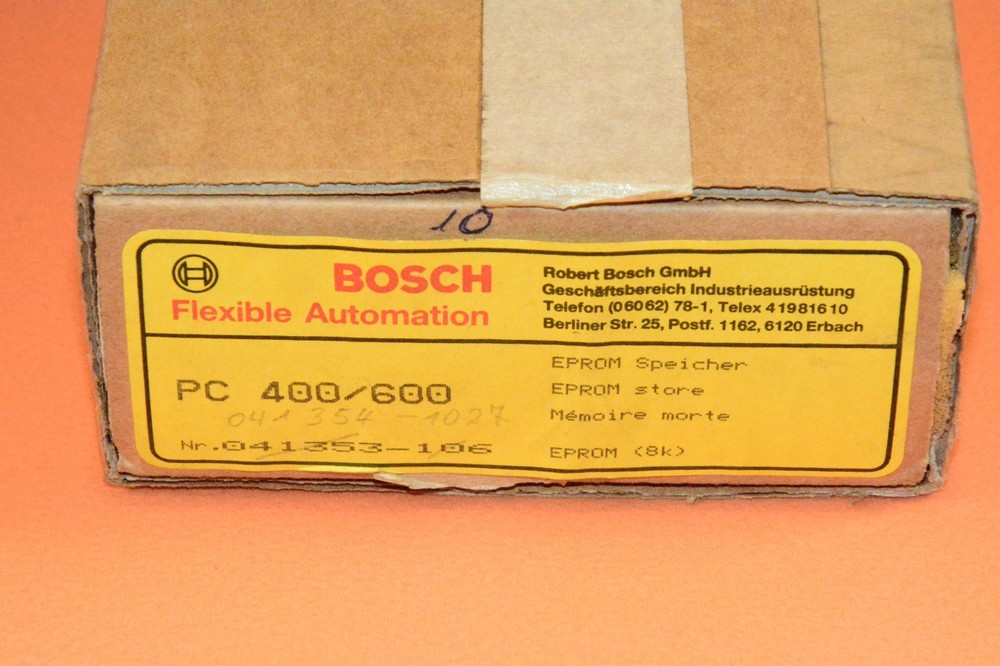 10
BOSCH
Flexible Automation
Robert Bosch GmbH
Geschäftsbereich Industrieausrüstung
Telefon (06062) 78-1, Telex 41981610
Berliner Str. 25, Postf. 1162, 6120 Erbach
PC 400/600
041 354 -1027
Nr.041353-106
EPROM Speicher
EPROM store
Mémoire morte
EPROM (8k)